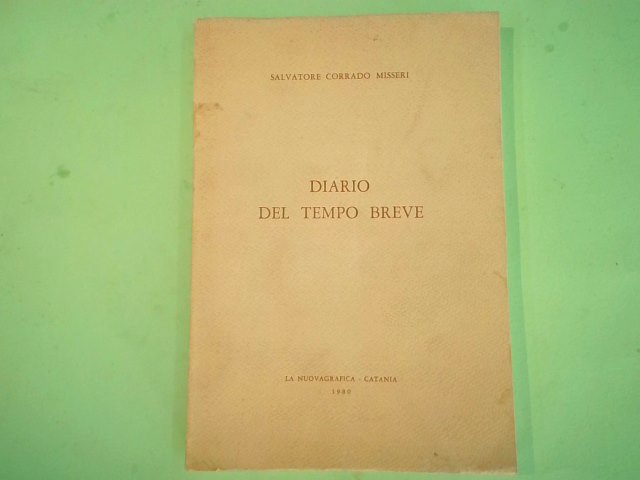 SALVATORE CORRADO MISSERI
DIARIO
DEL TEMPO BREVE
LA NUOVAGRAFICA - CATANIA
1980